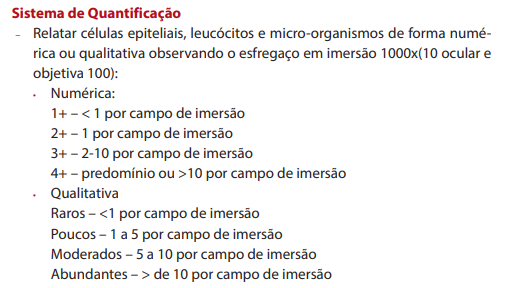 Sistema de Quantificação
– Relatar células epiteliais, leucócitos e micro-organismos de forma numé-
rica ou qualitativa observando o esfregaço em imersão 1000x(10 ocular e
objetiva 100):
• Numérica:
1+ – < 1 por campo de imersão
2+ – 1 por campo de imersão
3+ – 2-10 por campo de imersão
4+ – predomínio ou >10 por campo de imersão
• Qualitativa
Raros – <1 por campo de imersão
Poucos – 1 a 5 por campo de imersão
Moderados – 5 a 10 por campo de imersão
Abundantes – > de 10 por campo de imersão